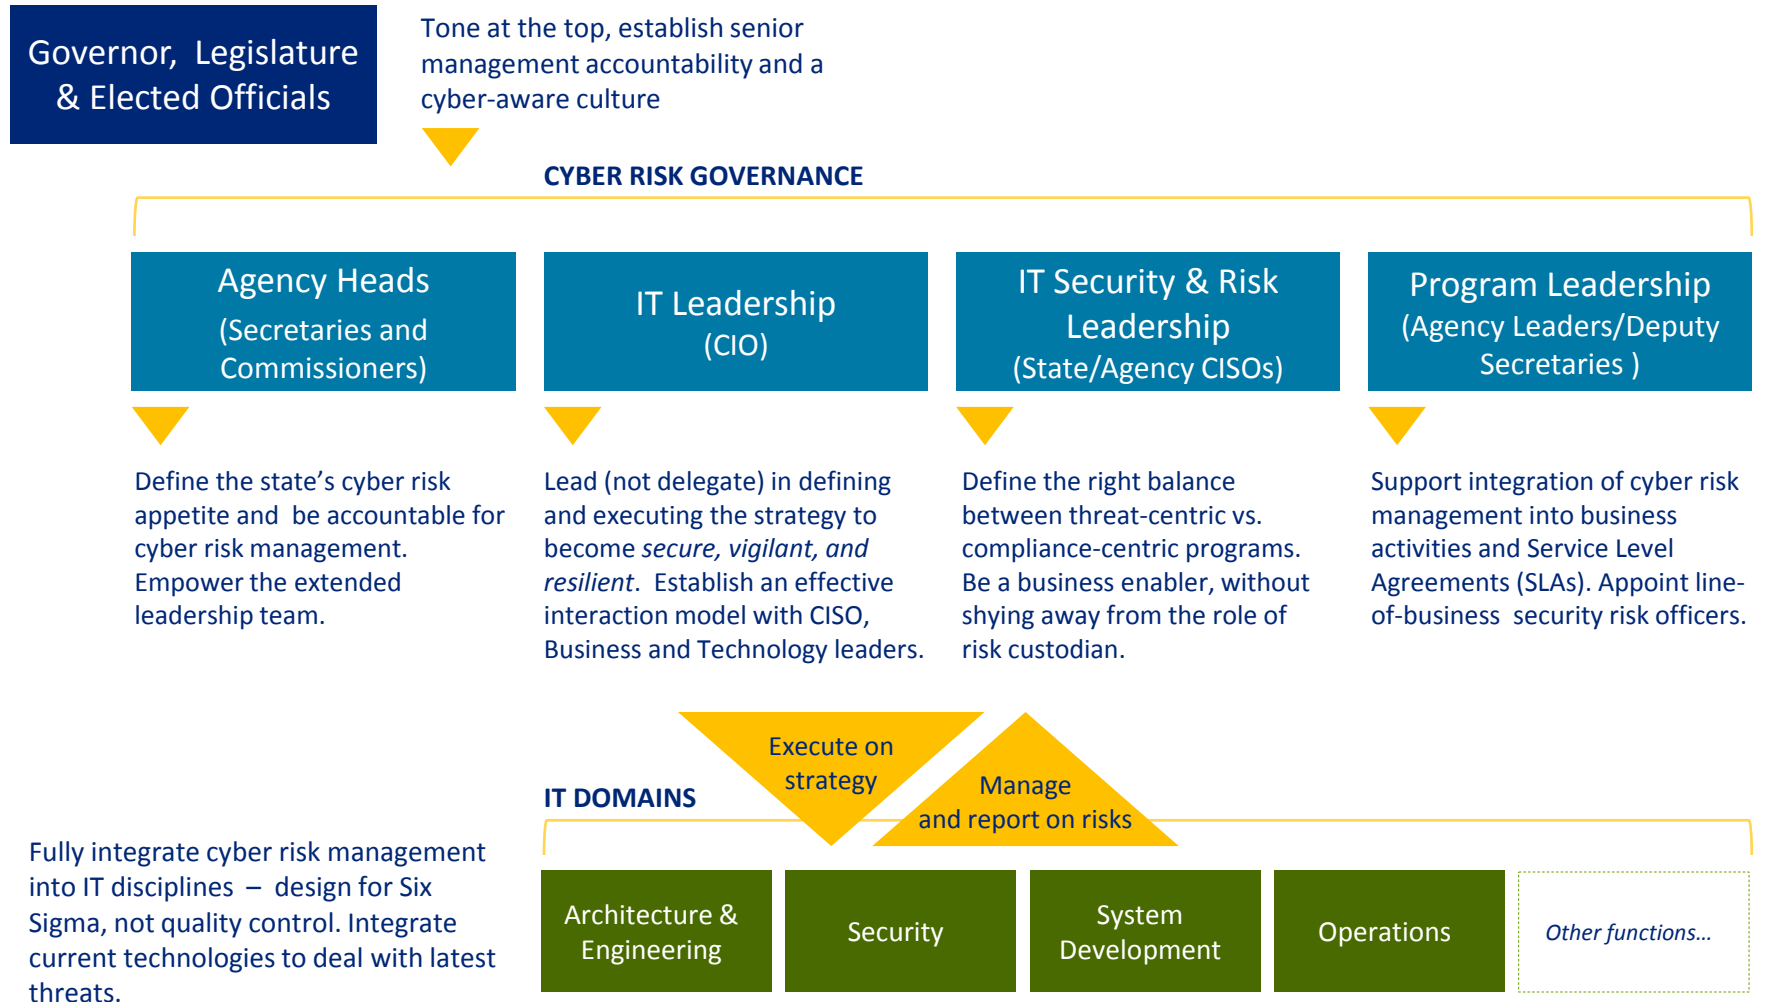 Governor, Legislature
& Elected Officials
Tone at the top, establish senior
management accountability and a
cyber-aware culture
CYBER RISK GOVERNANCE
Agency Heads
(Secretaries and
Commissioners)
IT Leadership
(CIO)
IT Security & Risk
Leadership
(State/Agency CISOs)
Program Leadership
(Agency Leaders/Deputy
Secretaries )
Define the state’s cyber risk
appetite and be accountable for
cyber risk management.
Empower the extended
leadership team.
Lead (not delegate) in defining
and executing the strategy to
become secure, vigilant, and
resilient. Establish an effective
interaction model with CISO,
Business and Technology leaders.
Define the right balance
between threat-centric vs.
compliance-centric programs.
Be a business enabler, without
shying away from the role of
risk custodian.
Support integration of cyber risk
management into business
activities and Service Level
Agreements (SLAs). Appoint line-
of-business security risk officers.
Execute on
strategy
Manage
and report on risks
IT DOMAINS
Fully integrate cyber risk management
into IT disciplines – design for Six
Sigma, not quality control. Integrate
current technologies to deal with latest
threats.
Architecture &
Engineering
Security
System
Development
Operations
Other functions…